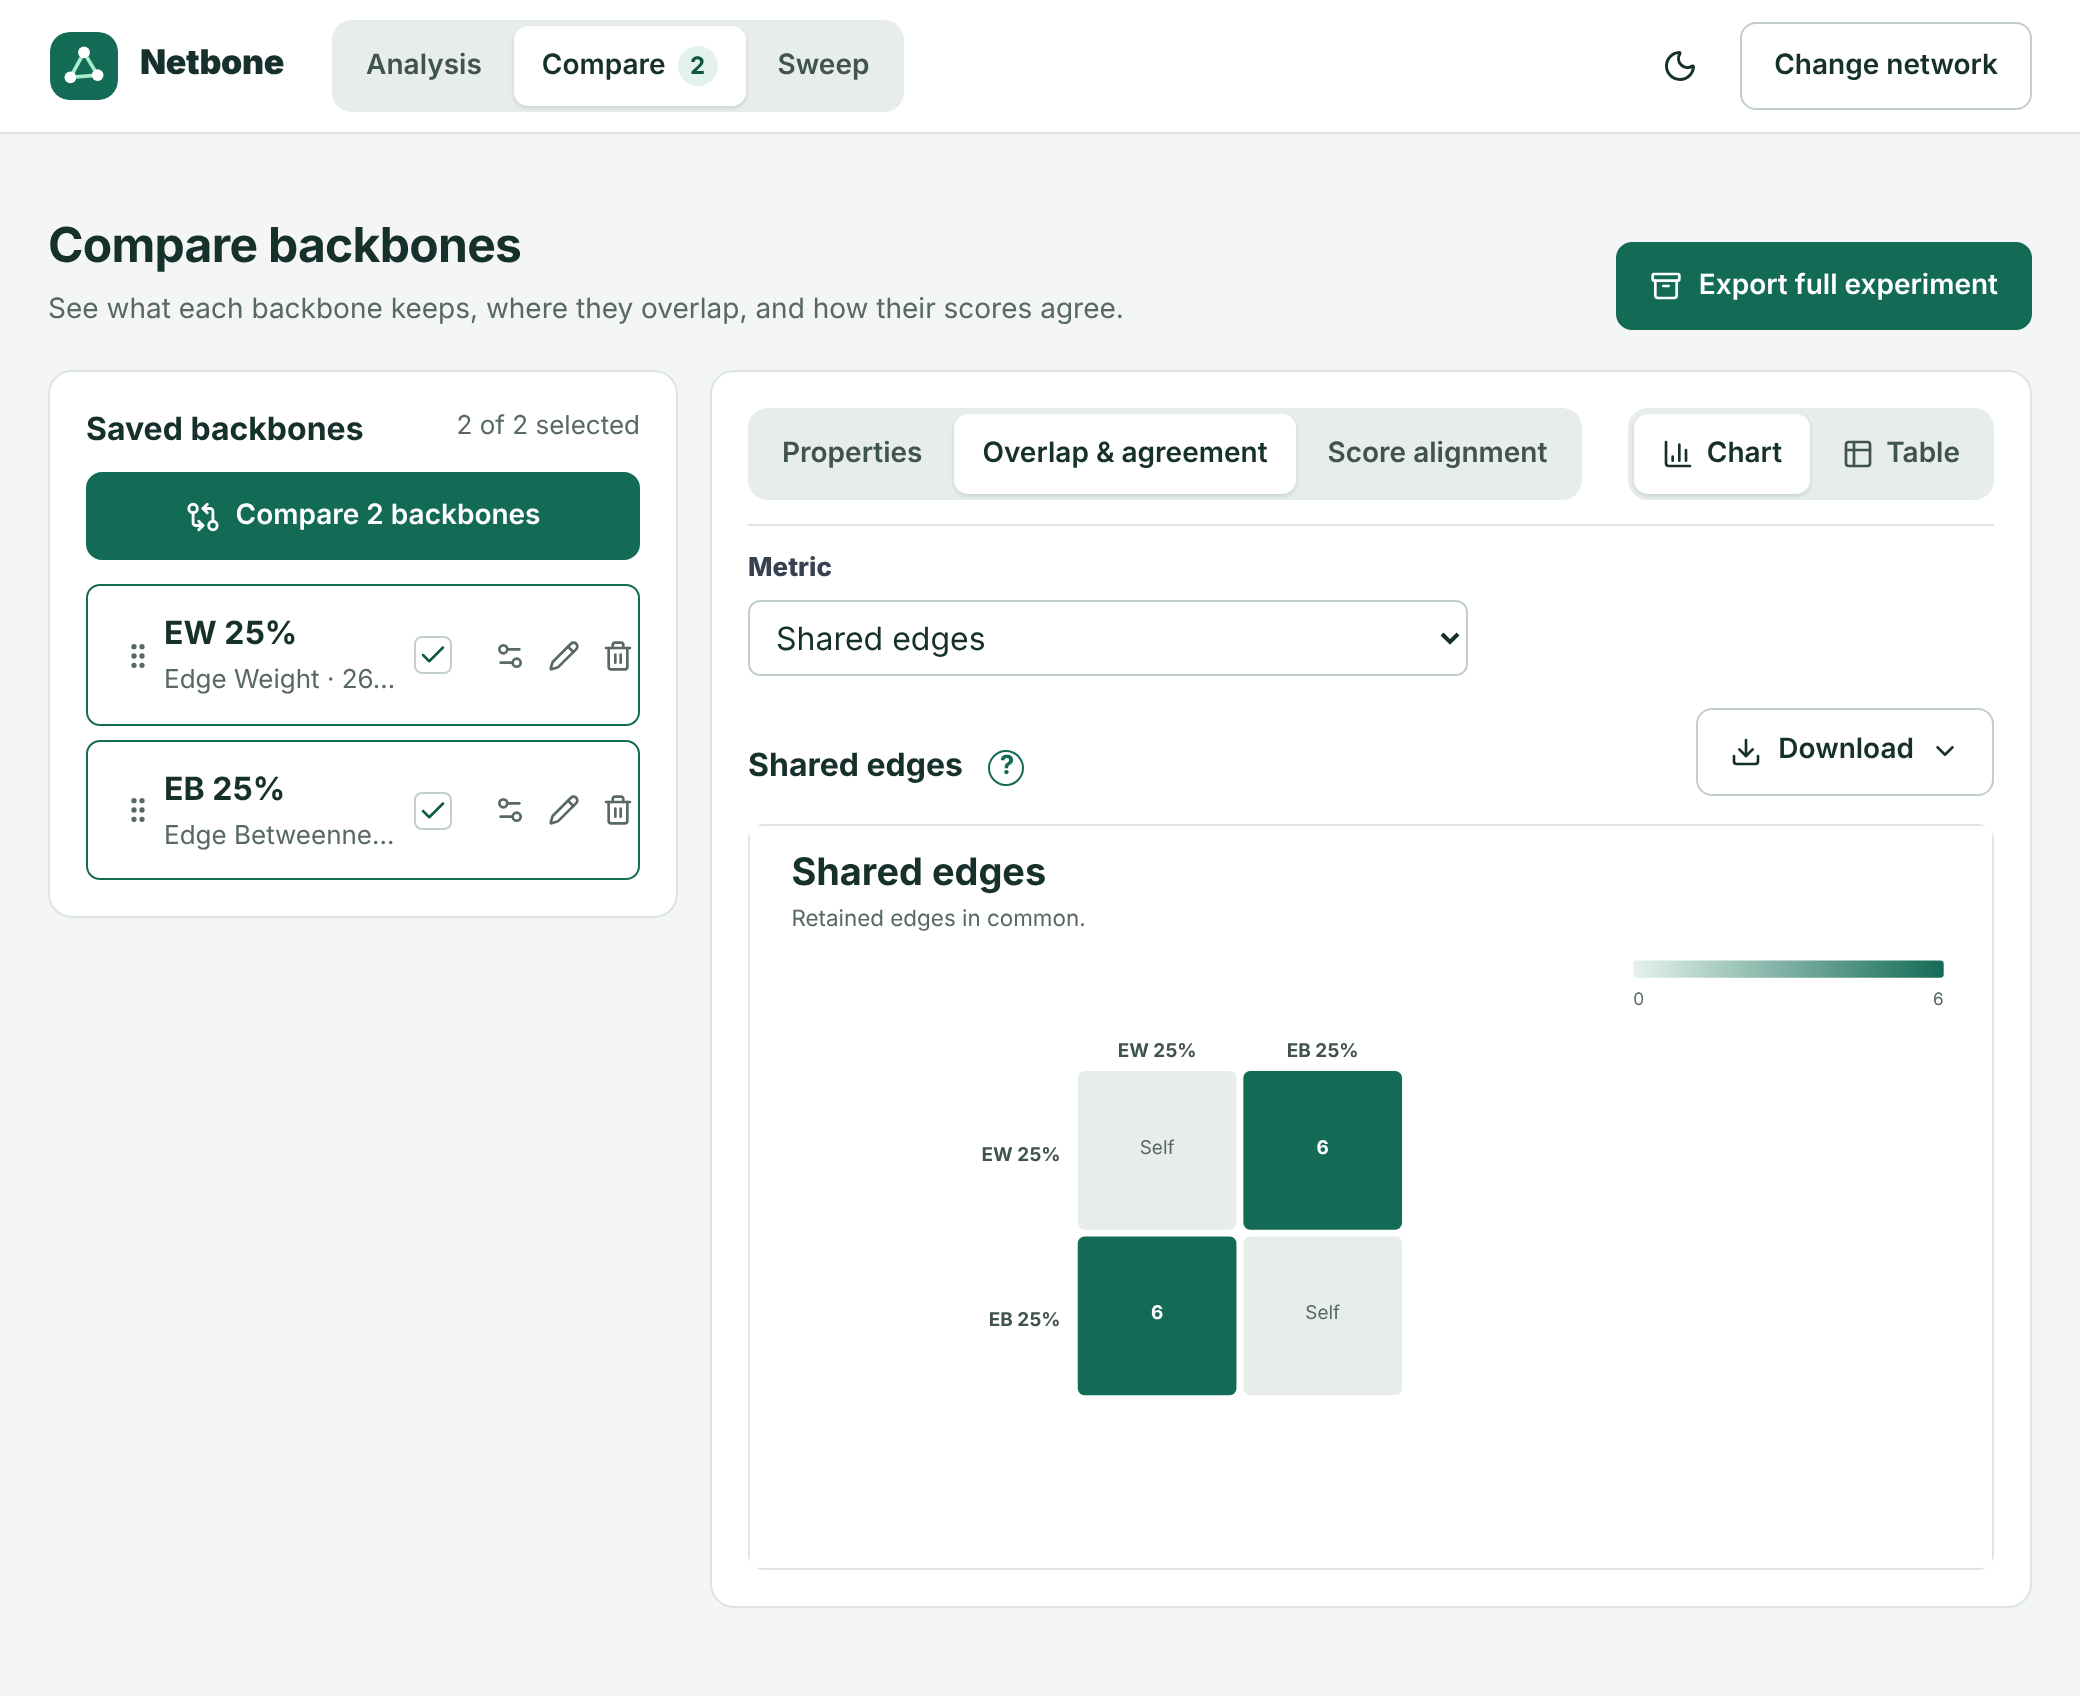 Netbone
Analysis
Compare 2
Sweep
Change network
Compare backbones
See what each backbone keeps, where they overlap, and how their scores agree.
Export full experiment
Saved backbones
2 of 2 selected
Compare 2 backbones
EW 25%
Edge Weight · 26...
EB 25%
Edge Betweenne...
Properties
Overlap & agreement
Score alignment
Chart
Table
Metric
Shared edges
Shared edges ?
Download
Shared edges
Retained edges in common.
0 6
EW 25% EB 25%
EW 25% Self 6
EB 25% 6 Self